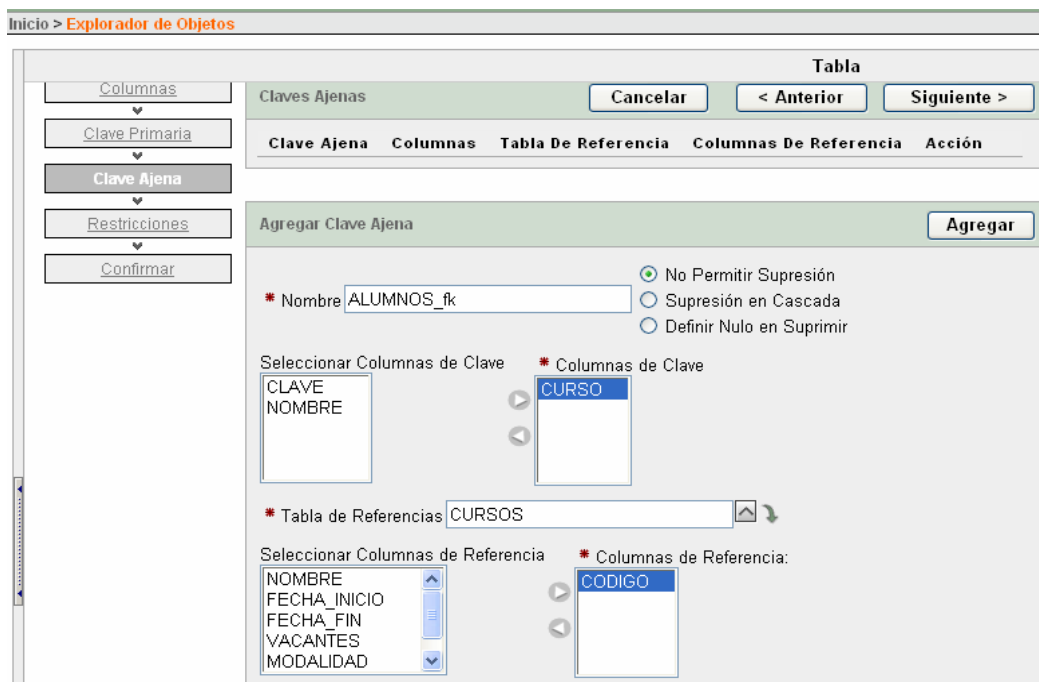 Inicio > Explorador de Objetos
Tabla
Columnas
Clave Primaria
Clave Ajena
Restricciones
Confirmar
Claves Ajenas
Cancelar
< Anterior
Siguiente >
Clave Ajena Columnas Tabla De Referencia Columnas De Referencia Acción
Agregar Clave Ajena
Agregar
* Nombre ALUMNOS_fk
No Permitir Supresión
Supresión en Cascada
Definir Nulo en Suprimir
Seleccionar Columnas de Clave
CLAVE
NOMBRE
* Columnas de Clave
CURSO
* Tabla de Referencias CURSOS
Seleccionar Columnas de Referencia
NOMBRE
FECHA_INICIO
FECHA_FIN
VACANTES
MODALIDAD
* Columnas de Referencia:
CODIGO